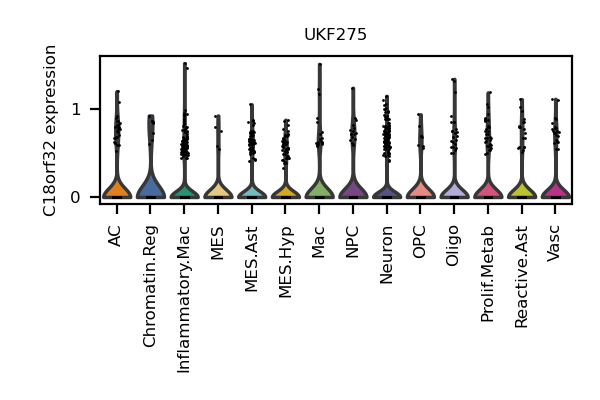 UKF275
C18orf32 expression
1
0
AC
Chromatin.Reg
Inflammatory.Mac
MES
MES.Ast
MES.Hyp
Mac
NPC
Neuron
OPC
Oligo
Prolif.Metab
Reactive.Ast
Vasc